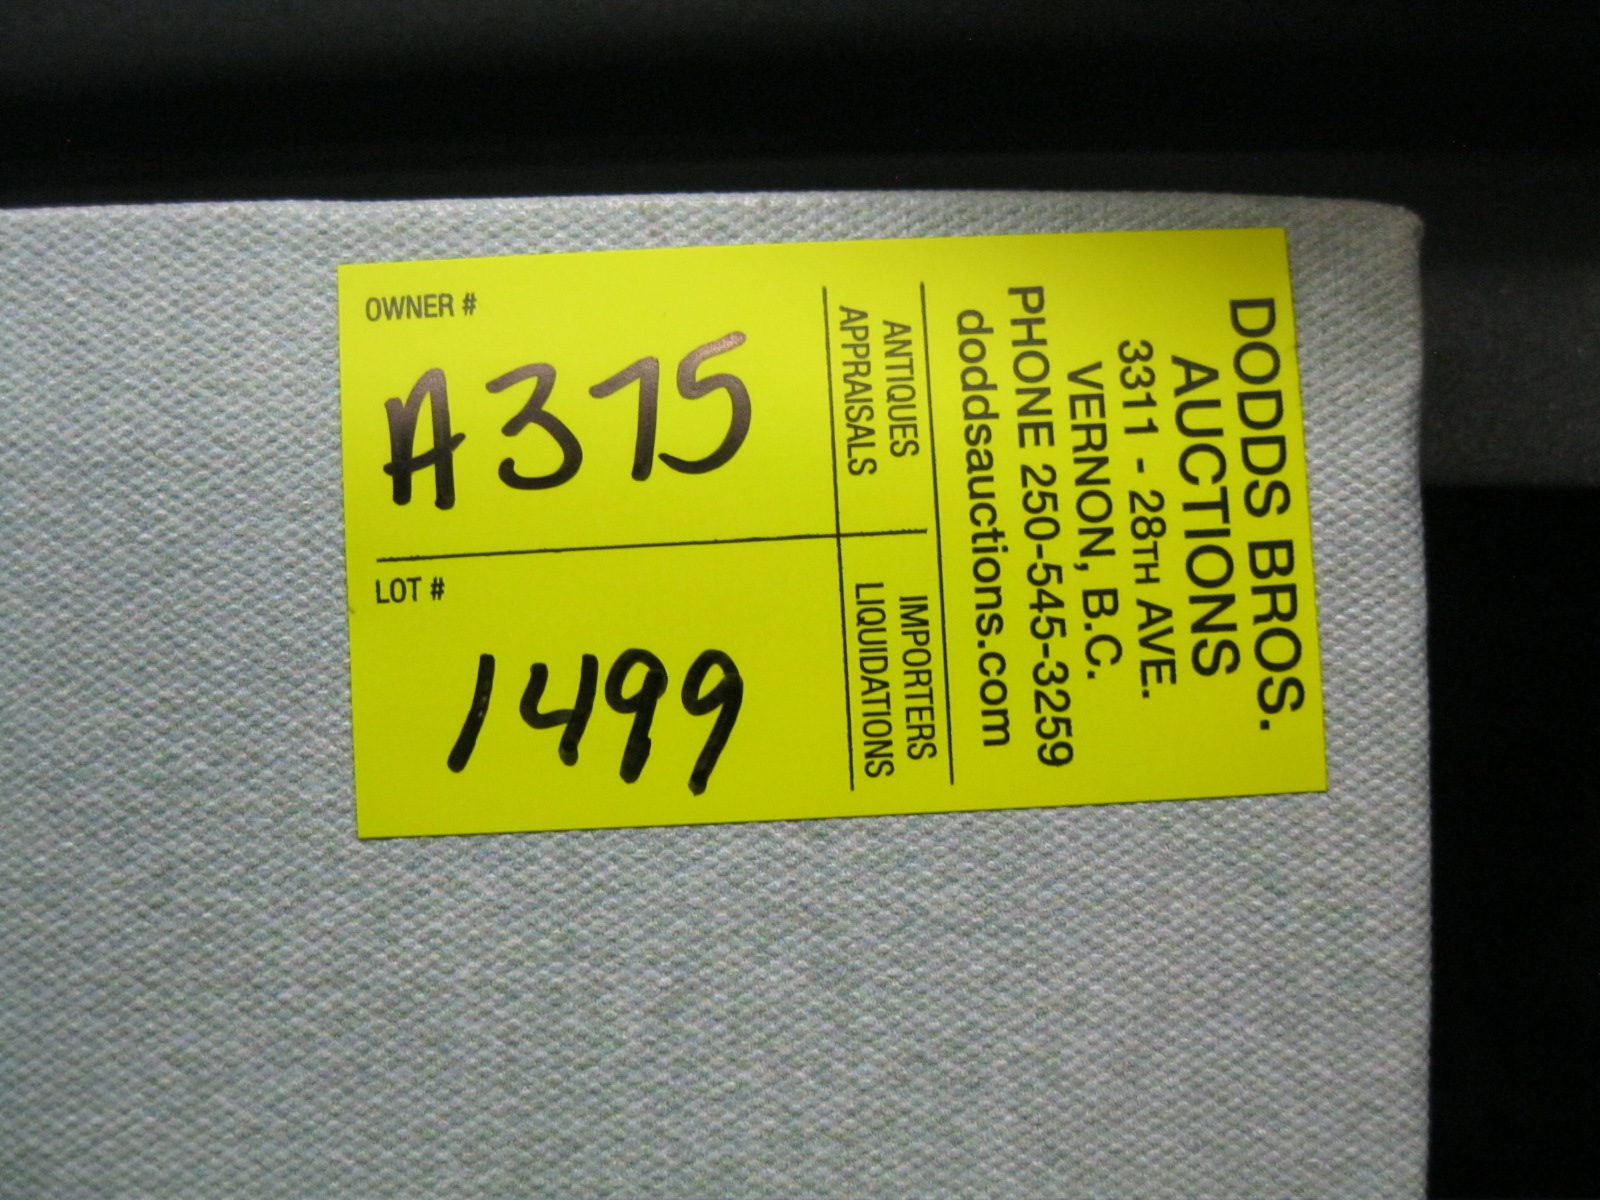 OWNER #
A375
LOT #
1499
DODDS BROS.
AUCTIONS
3311 - 28TH AVE.
VERNON, B.C.
PHONE 250-545-3259
doddsauctions.com
ANTIQUES
APPRAISALS
IMPORTERS
LIQUIDATIONS